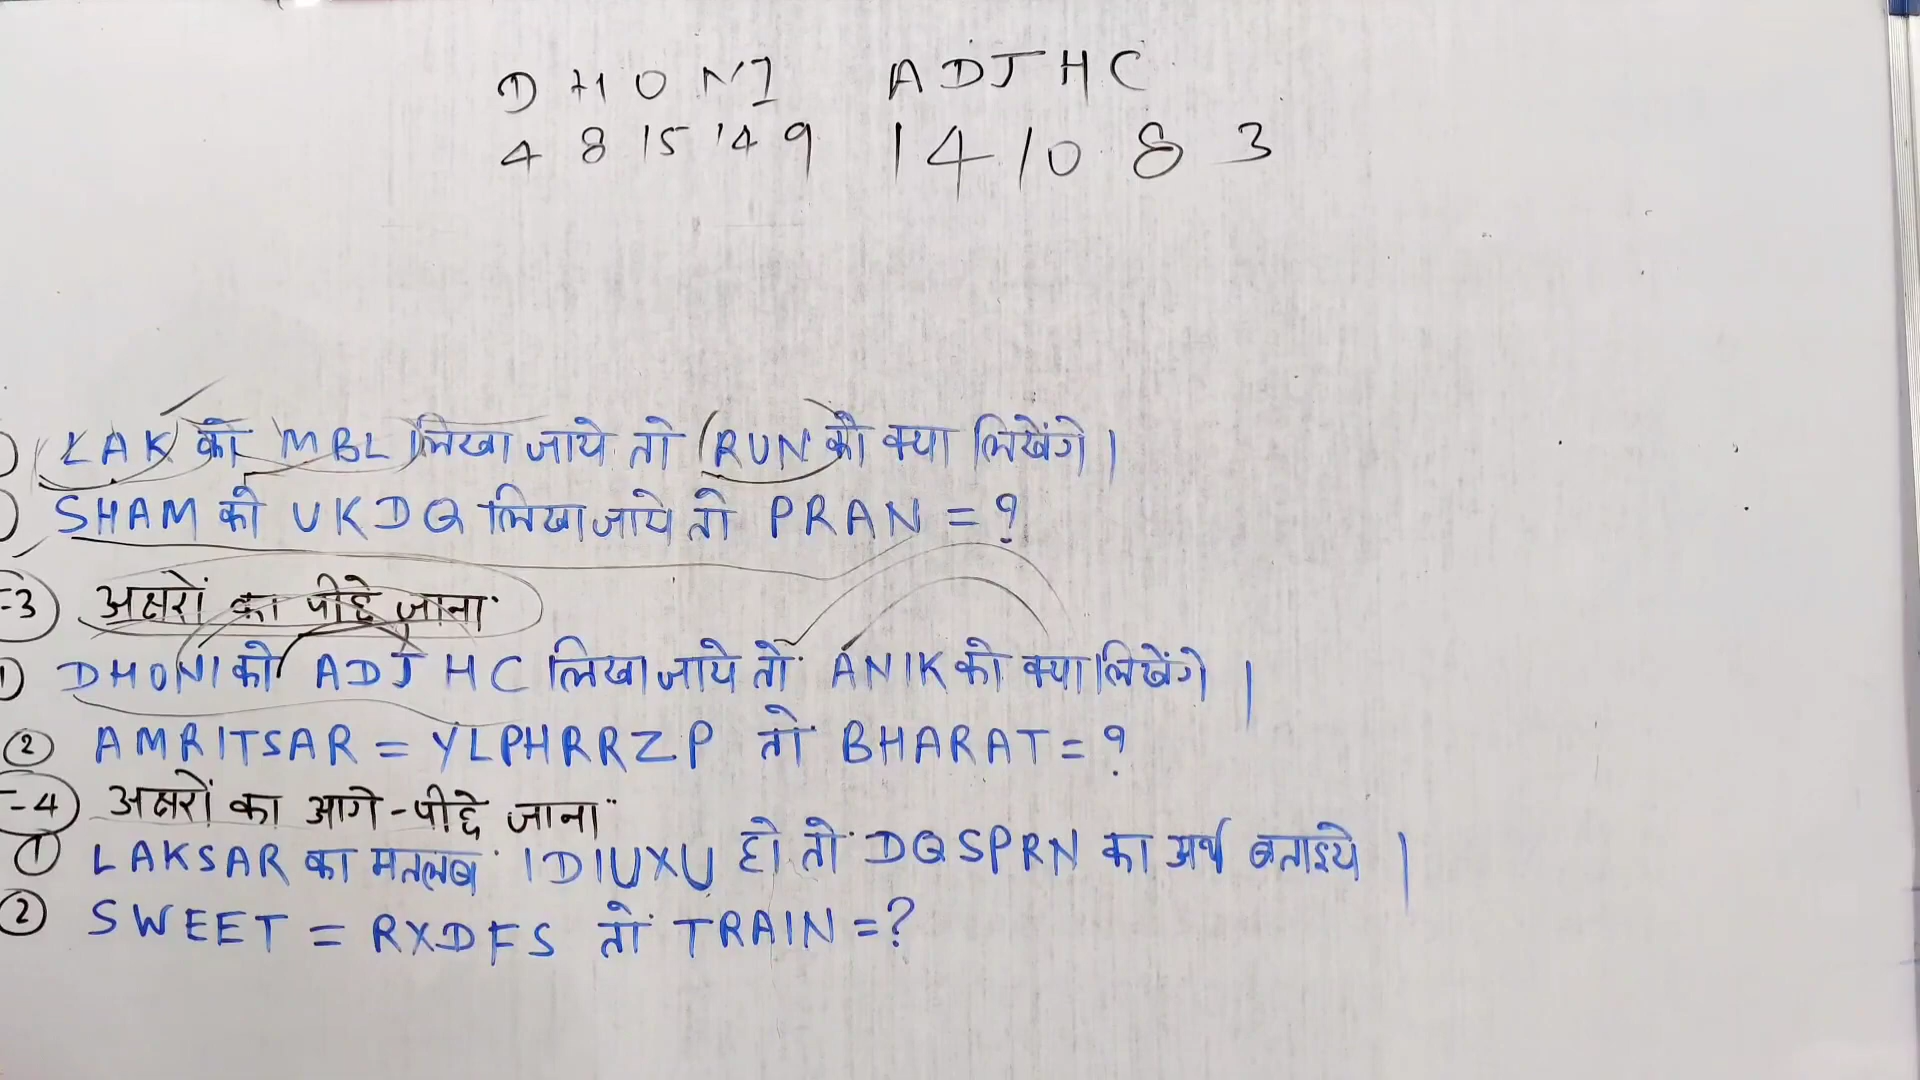 DHONI ADJHC
4 8 15 14 9 1 4 10 8 3
LAK को MBL लिखा जाये तो RUN को क्या लिखेंगे |
SHAM को UKDQ लिखा जाये तो PRAN = ?
-3 अक्षरों का पीछे जाना
1) DHONI को ADJHC लिखा जाये तो ANIK को क्या लिखेंगे |
② AMRITSAR = YLPHRRZP तो BHARAT = ?
-4 अक्षरों का आगे - पीछे जाना
① LAKSAR का मतलब IDIUXU हो तो DQSPRN का अर्थ बताइये |
② SWEET = RXDFS तो TRAIN = ?